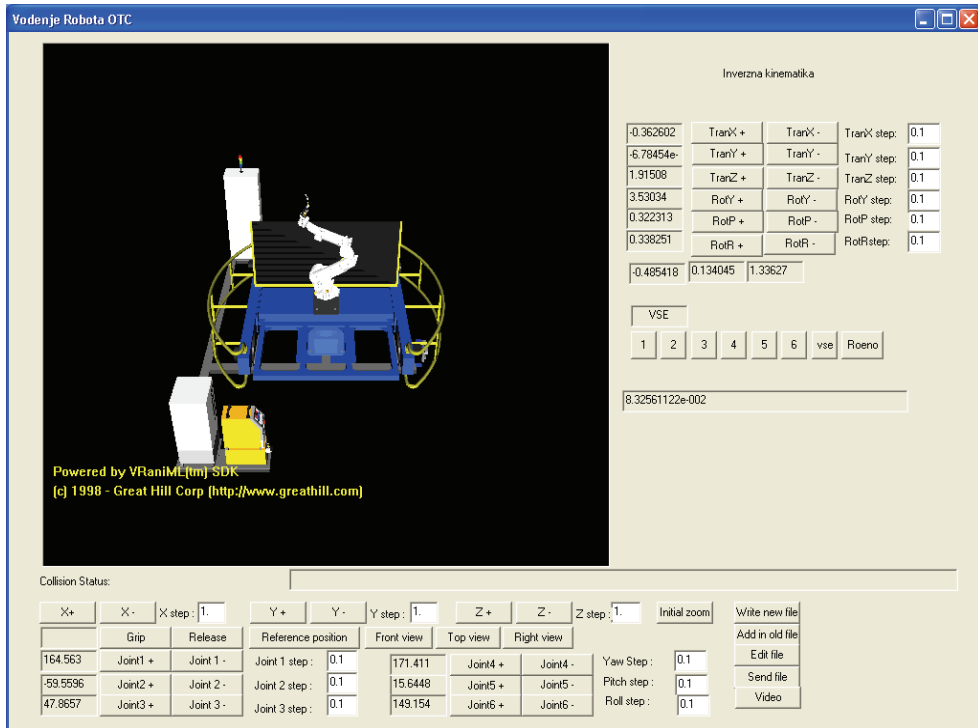 Vodenje Robota OTC
Inverzna kinematika
-0.362602 TranX + TranX - TranX step: 0.1
-6.78454e- TranY + TranY - TranY step: 0.1
1.91508 TranZ + TranZ - TranZ step: 0.1
3.53034 RotY + RotY - RotY step: 0.1
0.322313 RotP + RotP - RotP step: 0.1
0.338251 RotR + RotR - RotRstep: 0.1
-0.485418 0.134045 1.33627
VSE
1 2 3 4 5 6 vse Roeno
8.32561122e-002
Powered by VRaniML(tm) SDK
(c) 1998 - Great Hill Corp (http://www.greathill.com)
Collision Status:
X+ X - X step : 1. Y + Y - Y step : 1. Z + Z - Z step : 1. Initial zoom Write new file
Grip Release Reference position Front view Top view Right view Add in old file
164.563 Joint1 + Joint 1 - Joint 1 step : 0.1 171.411 Joint4 + Joint4 - Yaw Step : 0.1 Edit file
-59.5596 Joint2 + Joint 2 - Joint 2 step : 0.1 15.6448 Joint5 + Joint5 - Pitch step : 0.1 Send file
47.8657 Joint3 + Joint 3 - Joint 3 step : 0.1 149.154 Joint6 + Joint6 - Roll step : 0.1 Video